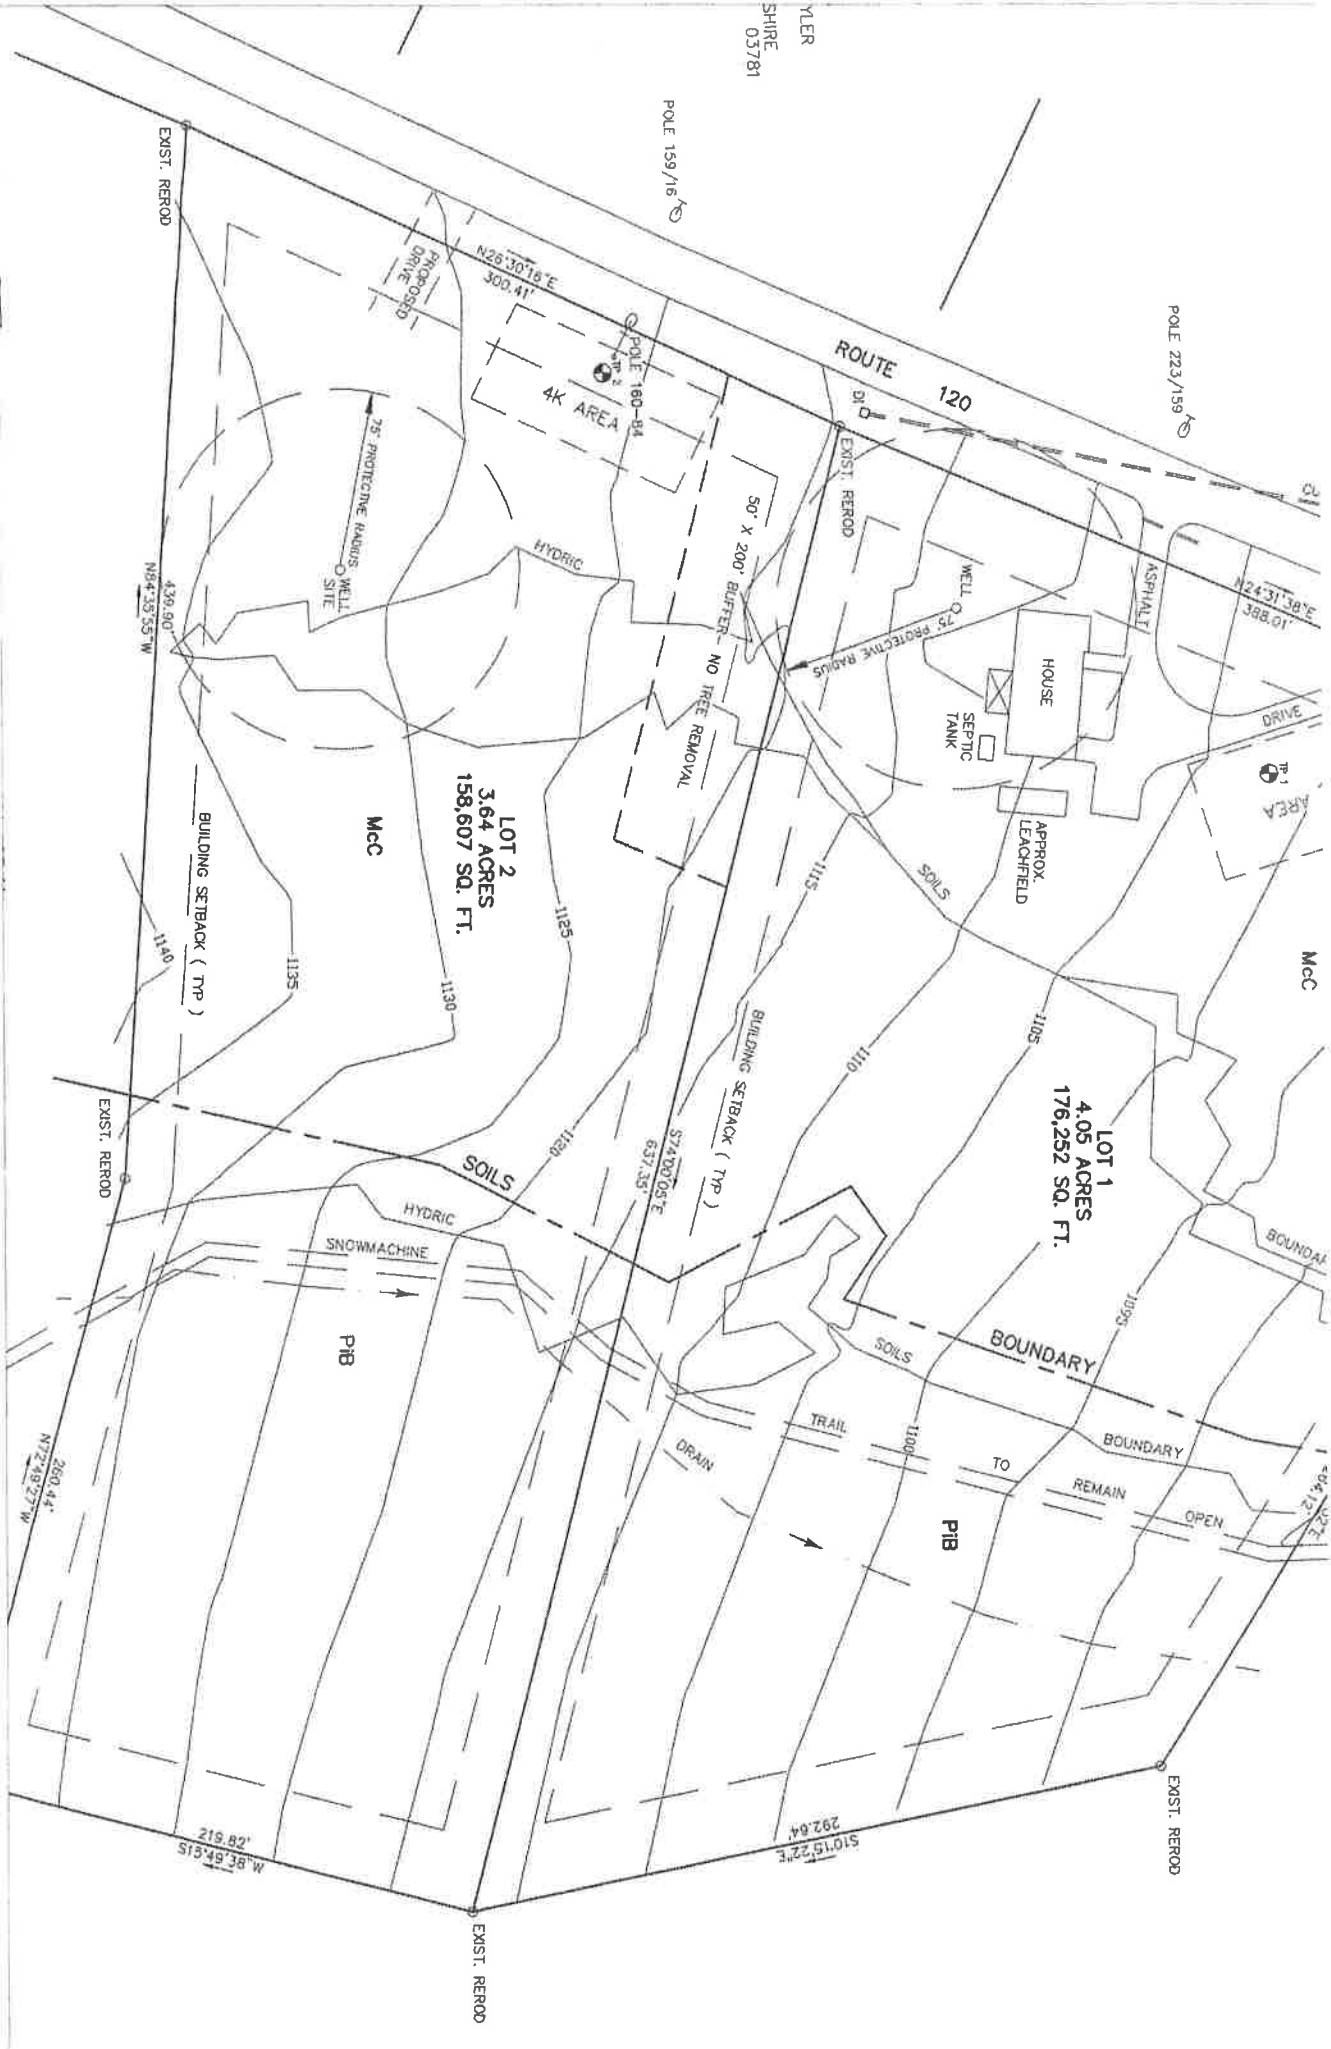 YLER
SHIRE
03781
POLE 159/16
POLE 223/159
EXIST. REROD
PROPOSED
DRIVE
N26°30'16"E
300.41'
ROUTE 120
DI
POLE 160-84
TP 2
4K AREA
EXIST. REROD
N24°31'38"E
388.01'
ASPHALT
DRIVE
WELL
75' PROTECTIVE RADIUS
HOUSE
SEPTIC
TANK
APPROX.
LEACHFIELD
TP 1
AREA
50' X 200' BUFFER NO TREE REMOVAL
75' PROTECTIVE RADIUS
WELL
SITE
HYDRIC
439.90'
N84°35'55"W
BUILDING SETBACK ( TYP )
McC
LOT 2
3.64 ACRES
158,607 SQ. FT.
SOILS
McC
1115
1125
1130
1135
1140
1110
1105
1120
BUILDING SETBACK ( TYP )
S74°00'05"E
637.35'
LOT 1
4.05 ACRES
176,252 SQ. FT.
EXIST. REROD
SOILS
HYDRIC
SNOWMACHINE
PiB
SOILS
BOUNDARY
1095
1100
BOUNDARY
TRAIL
TO
REMAIN
OPEN
DRAIN
PiB
260.44'
N72°49'27"W
EXIST. REROD
292.64'
S10°15'22"E
219.82'
S15°49'38"W
EXIST. REROD